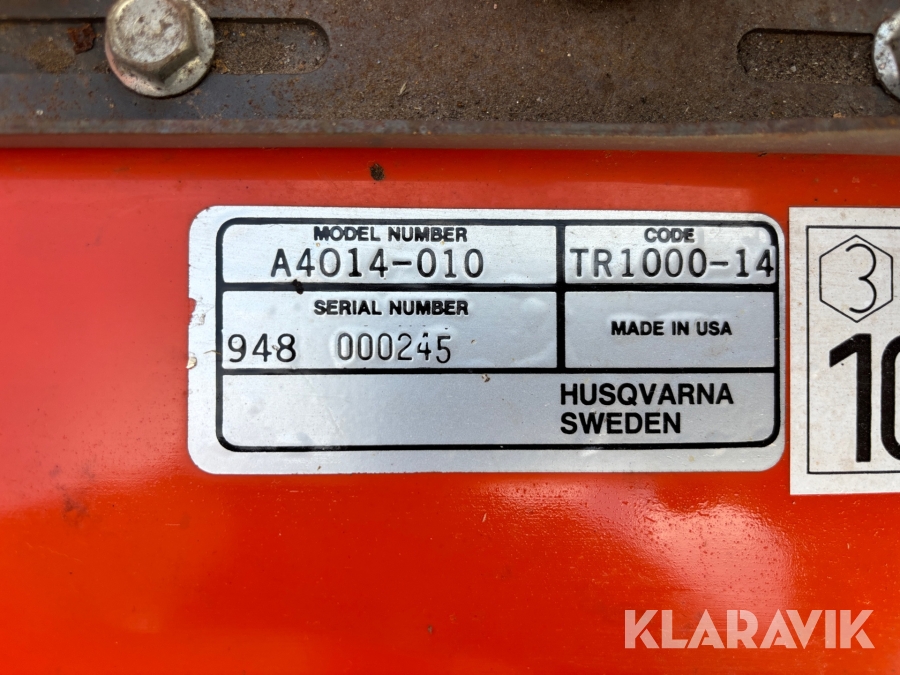 MODEL NUMBER
A4014-010
CODE
TR1000-14
SERIAL NUMBER
948 000245
MADE IN USA
HUSQVARNA
SWEDEN
3
10
KLARAVIK